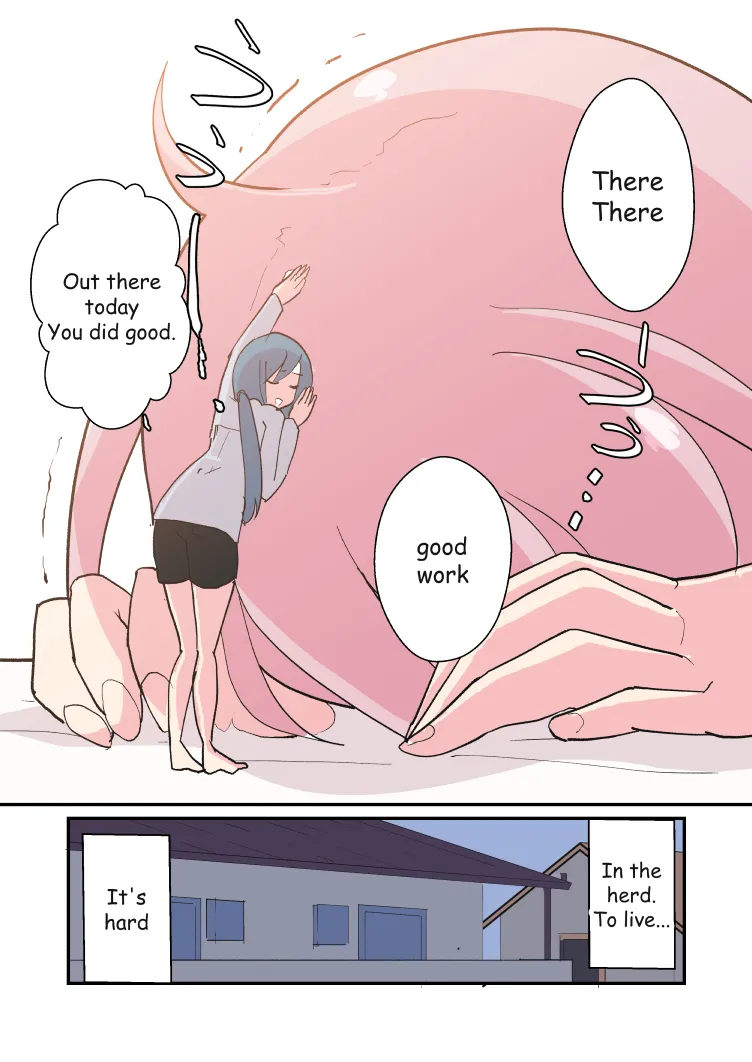 There
There
Out there
today
You did good.
good
work
In the
herd.
To live...
It's
hard